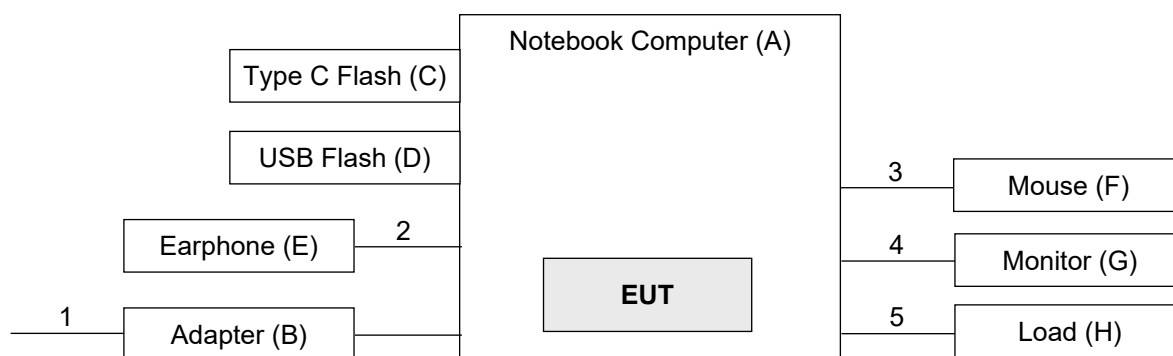 Notebook Computer (A)
Type C Flash (C)
USB Flash (D)
3
Mouse (F)
Earphone (E)
2
4
Monitor (G)
EUT
1
Adapter (B)
5
Load (H)